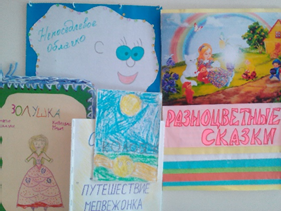 Непоседливое
Облачко
ЗОЛУШКА
РАЗНОЦВЕТНЫЕ
СКАЗКИ
ПУТЕШЕСТВИЕ
МЕДВЕЖОНКА